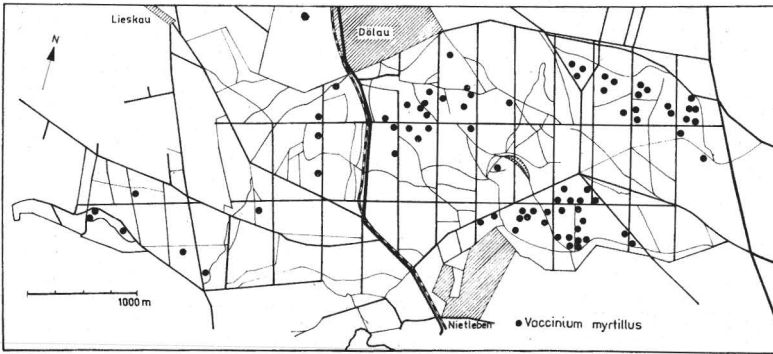 Lieskau
Dölau
N
1000 m
Nietleben
Vaccinium myrtillus